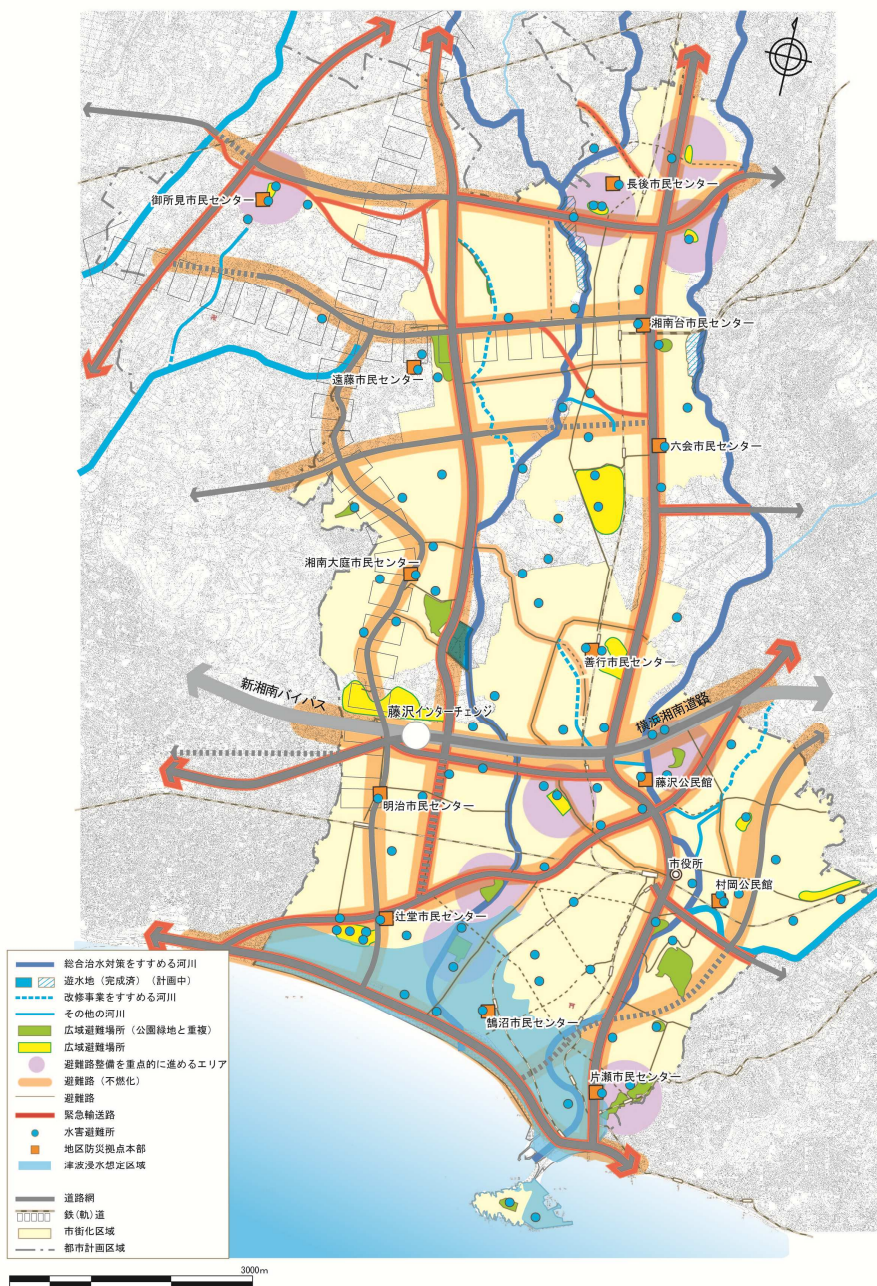 長後市民センター
御所見市民センター
湘南台市民センター
遠藤市民センター
六会市民センター
湘南大庭市民センター
善行市民センター
新湘南バイパス
藤沢インターチェンジ
横浜湘南道路
藤沢公民館
明治市民センター
市役所
村岡公民館
辻堂市民センター
鵠沼市民センター
片瀬市民センター
総合治水対策をすすめる河川
遊水地（完成済）（計画中）
改修事業をすすめる河川
その他の河川
広域避難場所（公園緑地と重複）
広域避難場所
避難路整備を重点的に進めるエリア
避難路（不燃化）
避難路
緊急輸送路
水害避難所
地区防災拠点本部
津波浸水想定区域
道路網
鉄(軌)道
市街化区域
都市計画区域
3000m